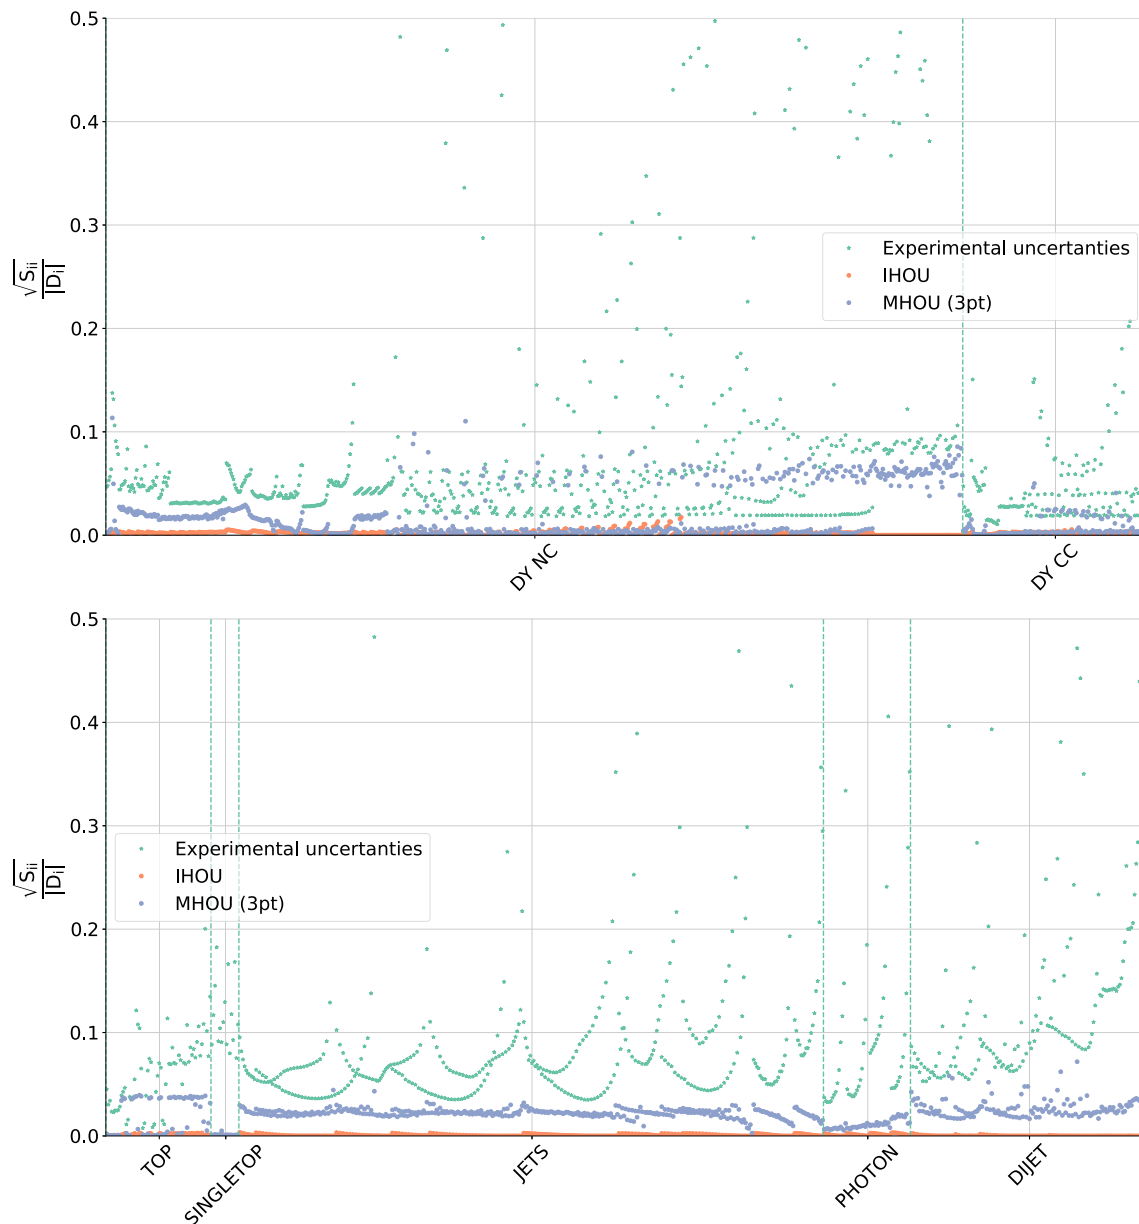 0.5
0.4
0.3
0.2
0.1
0.0
√Sii
|Di|
Experimental uncertanties
IHOU
MHOU (3pt)
DY NC
DY CC
0.5
0.4
0.3
0.2
0.1
0.0
√Sii
|Di|
Experimental uncertanties
IHOU
MHOU (3pt)
TOP
SINGLETOP
JETS
PHOTON
DIJET